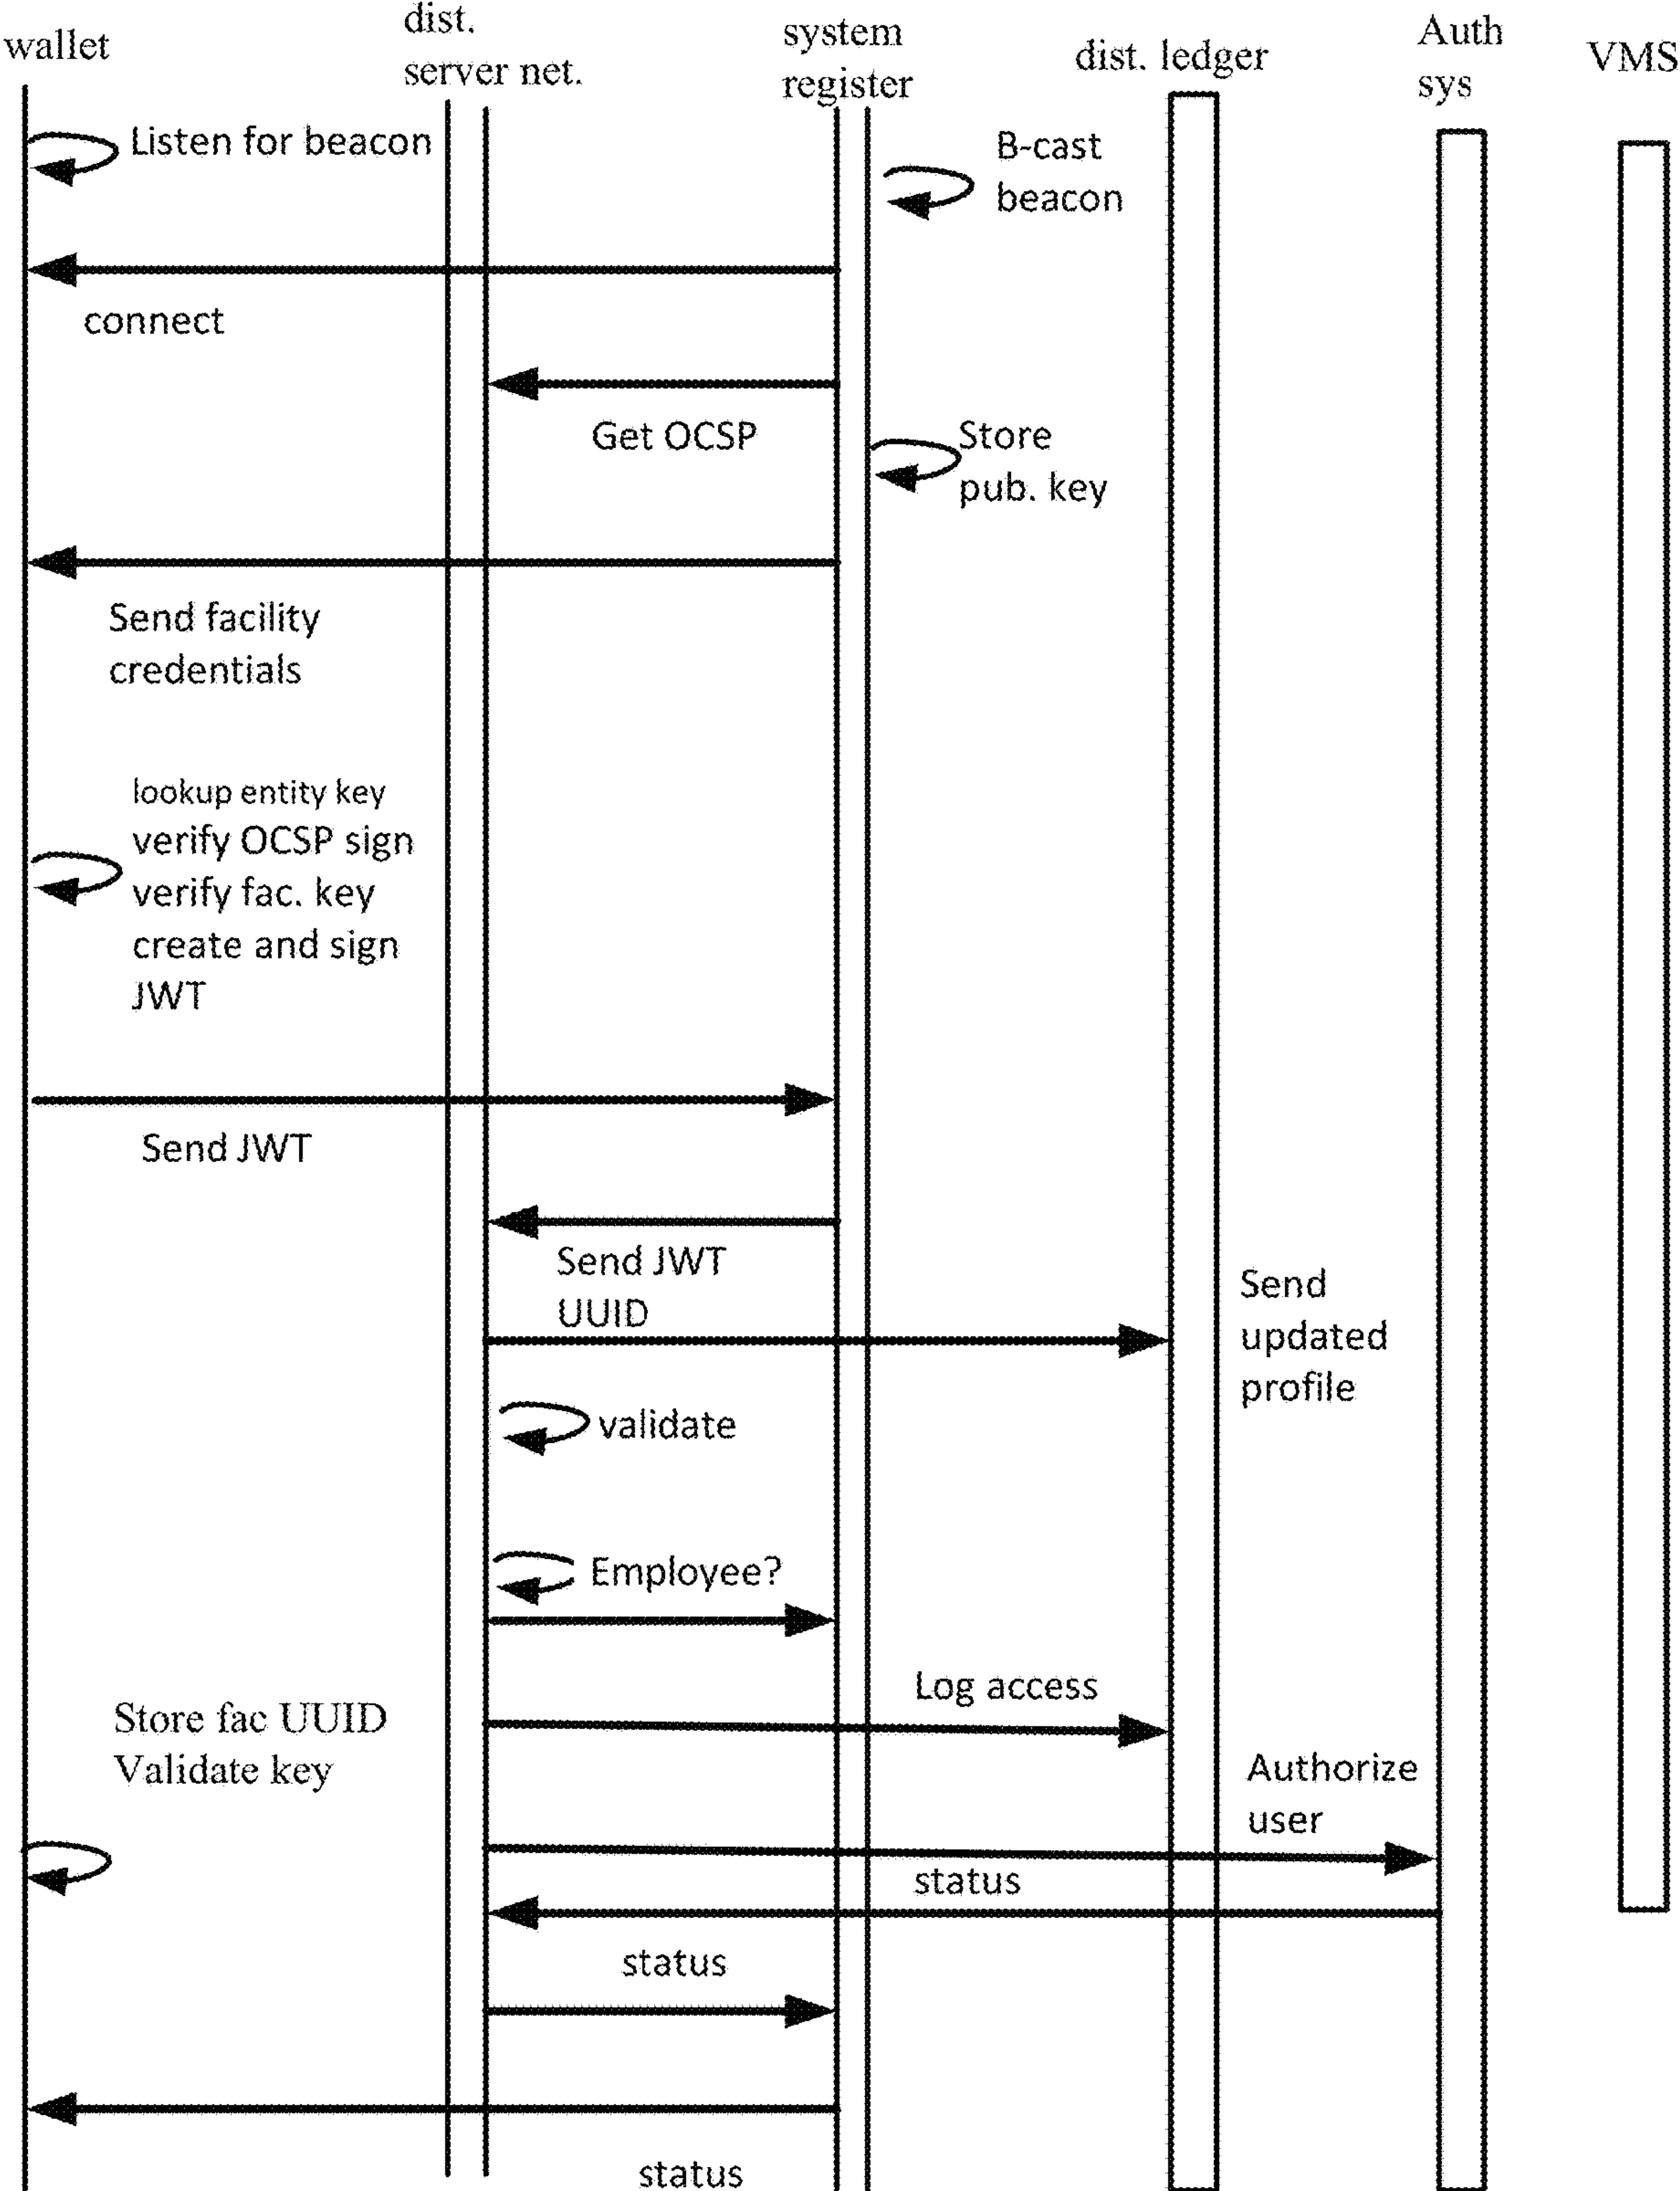 wallet
dist.
server net.
system
register
dist. ledger
Auth
sys
VMS
Listen for beacon
B-cast
beacon
connect
Get OCSP
Store
pub. key
Send facility
credentials
lookup entity key
verify OCSP sign
verify fac. key
create and sign
JWT
Send JWT
Send JWT
UUID
Send
updated
profile
validate
Employee?
Log access
Store fac UUID
Validate key
Authorize
user
status
status
status